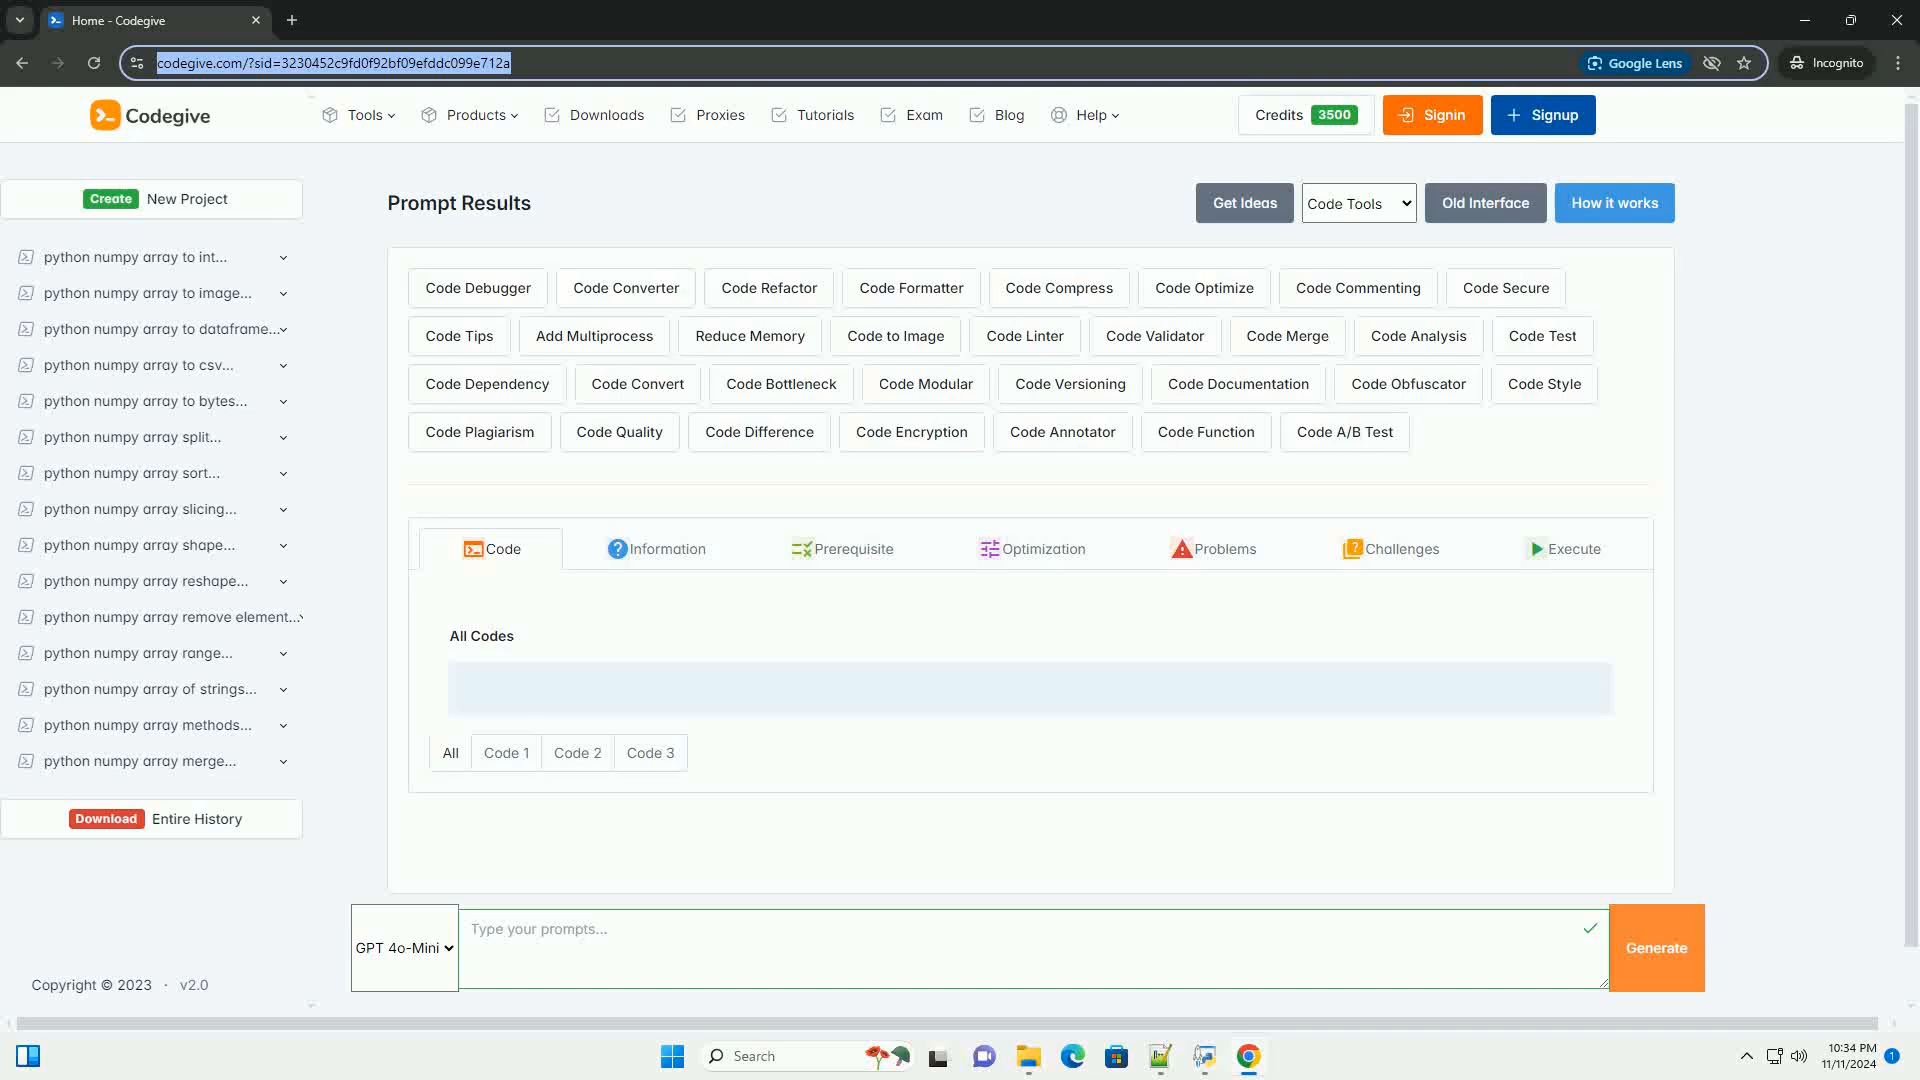 Home - Codegive
codegive.com/?sid=3230452c9fd0f92bf09efddc099e712a
Google Lens
Incognito
Codegive
Tools
Products
Downloads
Proxies
Tutorials
Exam
Blog
Help
Credits 3500
Signin
Signup
Create New Project
python numpy array to int...
python numpy array to image...
python numpy array to dataframe...
python numpy array to csv...
python numpy array to bytes...
python numpy array split...
python numpy array sort...
python numpy array slicing...
python numpy array shape...
python numpy array reshape...
python numpy array remove element...
python numpy array range...
python numpy array of strings...
python numpy array methods...
python numpy array merge...
Download Entire History
Copyright © 2023 · v2.0
Prompt Results
Get Ideas
Code Tools
Old Interface
How it works
Code Debugger
Code Converter
Code Refactor
Code Formatter
Code Compress
Code Optimize
Code Commenting
Code Secure
Code Tips
Add Multiprocess
Reduce Memory
Code to Image
Code Linter
Code Validator
Code Merge
Code Analysis
Code Test
Code Dependency
Code Convert
Code Bottleneck
Code Modular
Code Versioning
Code Documentation
Code Obfuscator
Code Style
Code Plagiarism
Code Quality
Code Difference
Code Encryption
Code Annotator
Code Function
Code A/B Test
Code
Information
Prerequisite
Optimization
Problems
Challenges
Execute
All Codes
All
Code 1
Code 2
Code 3
GPT 4o-Mini
Type your prompts...
Generate
Search
10:34 PM
11/11/2024
1